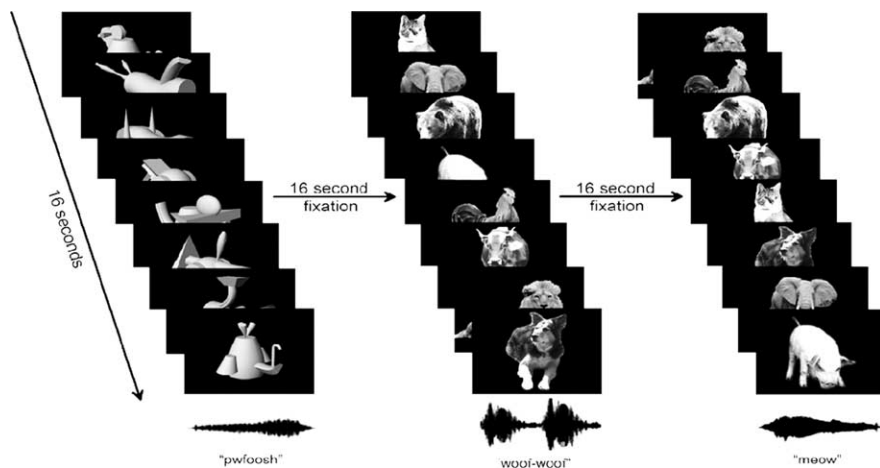 16 seconds
16 second
fixation
16 second
fixation
"pwfoosh"
woof-woof"
"meow"